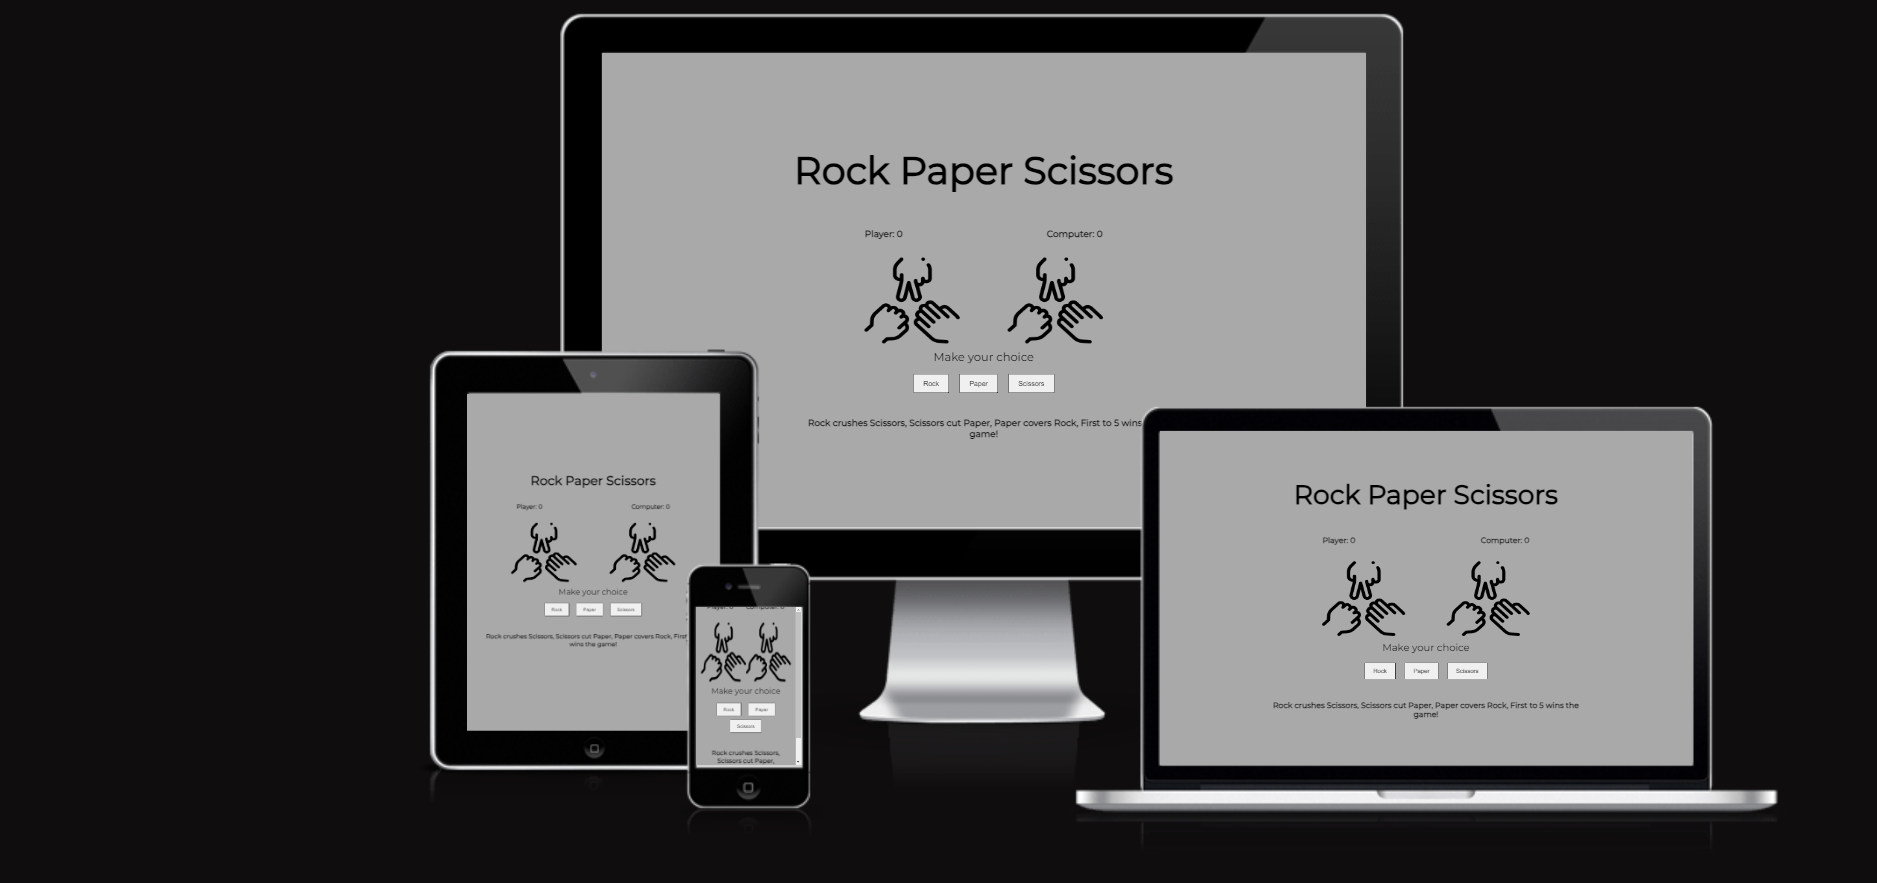 Rock Paper Scissors
Player: 0 Computer: 0
Make your choice
Rock Paper Scissors
Rock crushes Scissors, Scissors cut Paper, Paper covers Rock, First to 5 wins
game!
Rock Paper Scissors
Player: 0 Computer: 0
Make your choice
Rock Paper Scissors
Rock crushes Scissors, Scissors cut Paper, Paper covers Rock, First
wins the game!
Player: 0 Computer: 0
Make your choice
Rock Paper
Scissors
Rock crushes Scissors,
Scissors cut Paper,
Rock Paper Scissors
Player: 0 Computer: 0
Make your choice
Rock Paper Scissors
Rock crushes Scissors, Scissors cut Paper, Paper covers Rock, First to 5 wins the
game!